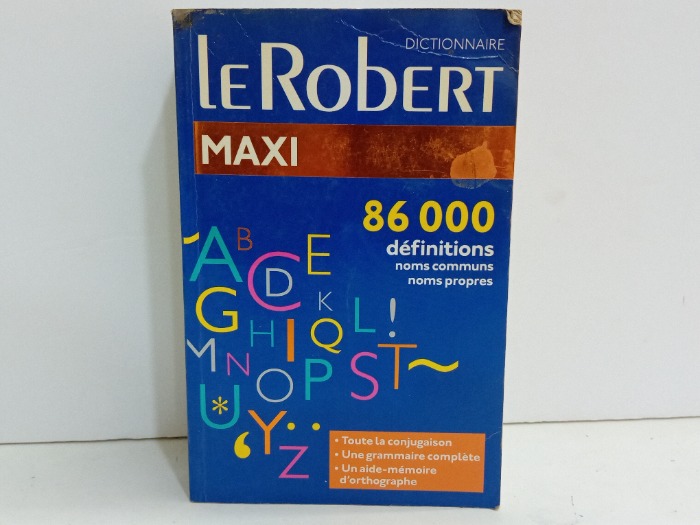 DICTIONNAIRE
LE ROBERT
MAXI
86 000
définitions
noms communs
noms propres
A B C D E
G H I Q K L !
M N O P S T ~
U * Y Z
• Toute la conjugaison
• Une grammaire complète
• Un aide-mémoire
d'orthographe